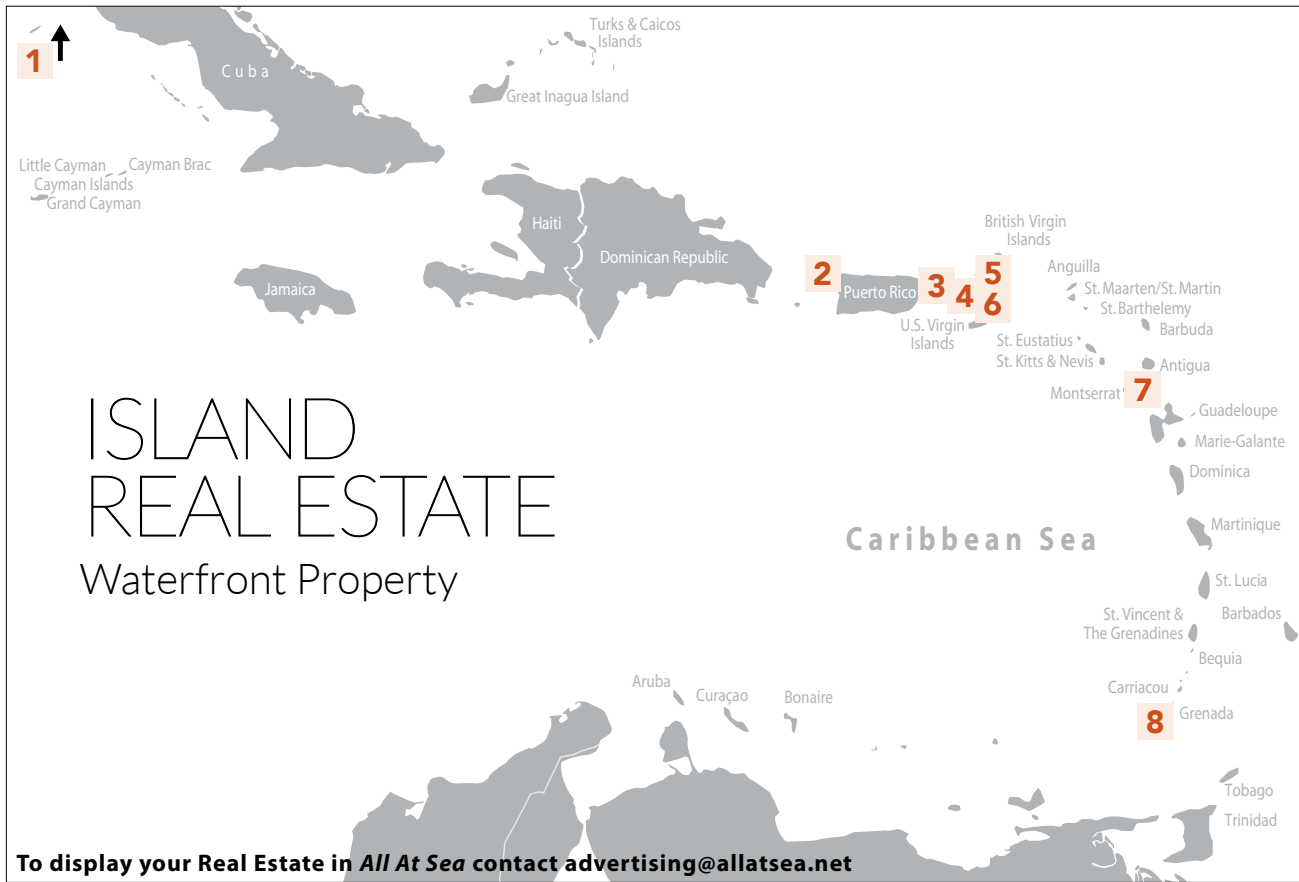 Turks & Caicos
Islands
1
Cuba
Great Inagua Island
Little Cayman
Cayman Brac
Cayman Islands
Grand Cayman
Haiti
Dominican Republic
Jamaica
British Virgin
Islands
2
Puerto Rico
3
4
5
6
U.S. Virgin
Islands
Anguilla
St. Maarten/St. Martin
St. Barthelemy
Barbuda
St. Eustatius
St. Kitts & Nevis
Antigua
Montserrat
7
Guadeloupe
Marie-Galante
Dominica
ISLAND
REAL ESTATE
Waterfront Property
Caribbean Sea
Martinique
St. Lucia
St. Vincent &
The Grenadines
Barbados
Bequia
Carriacou
8
Grenada
Aruba
Curaçao
Bonaire
Tobago
Trinidad
To display your Real Estate in All At Sea contact advertising@allatsea.net